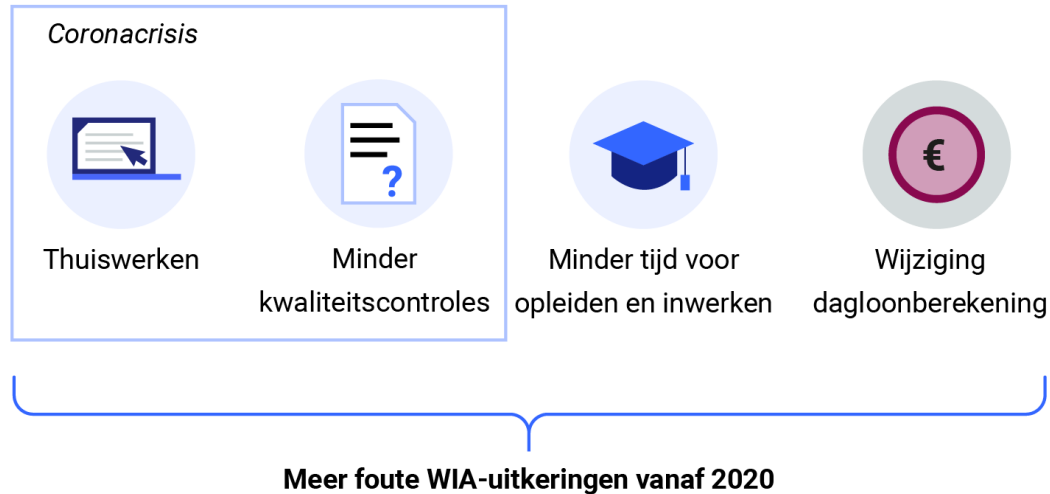 Coronacrisis
?
€
Thuiswerken
Minder
kwaliteitscontroles
Minder tijd voor
opleiden en inwerken
Wijziging
dagloonberekening
Meer foute WIA-uitkeringen vanaf 2020